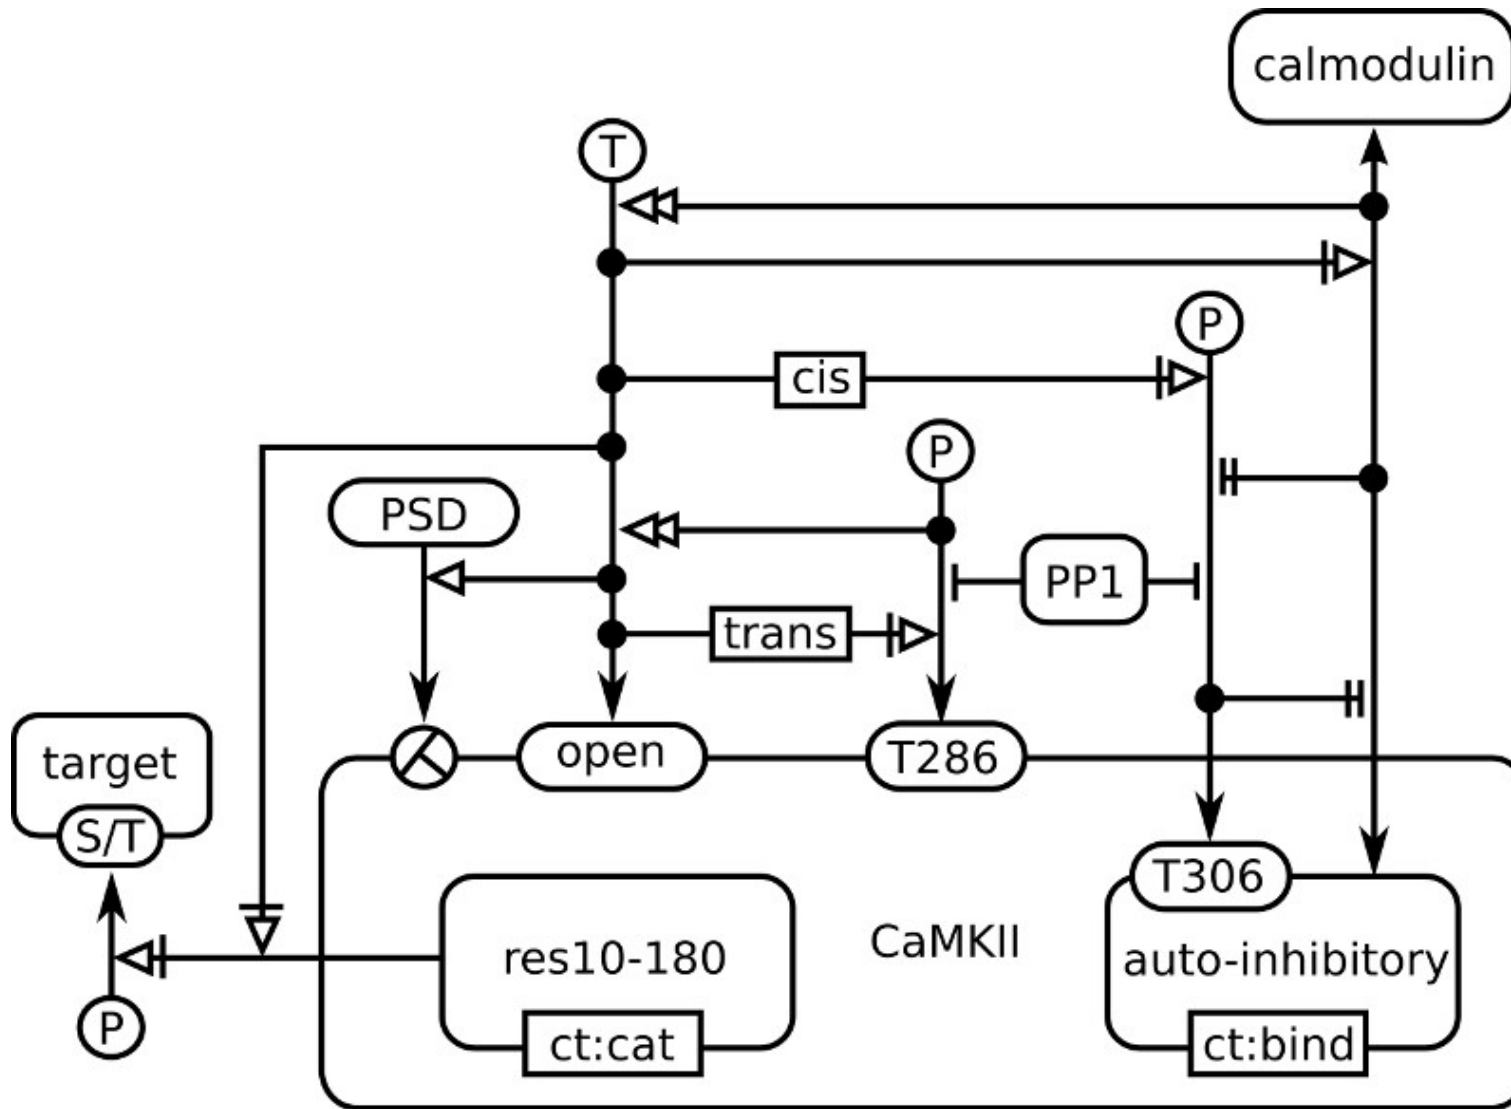 calmodulin
T
P
cis
P
PSD
PP1
trans
target
open
T286
S/T
T306
CaMKII
res10-180
auto-inhibitory
P
ct:cat
ct:bind